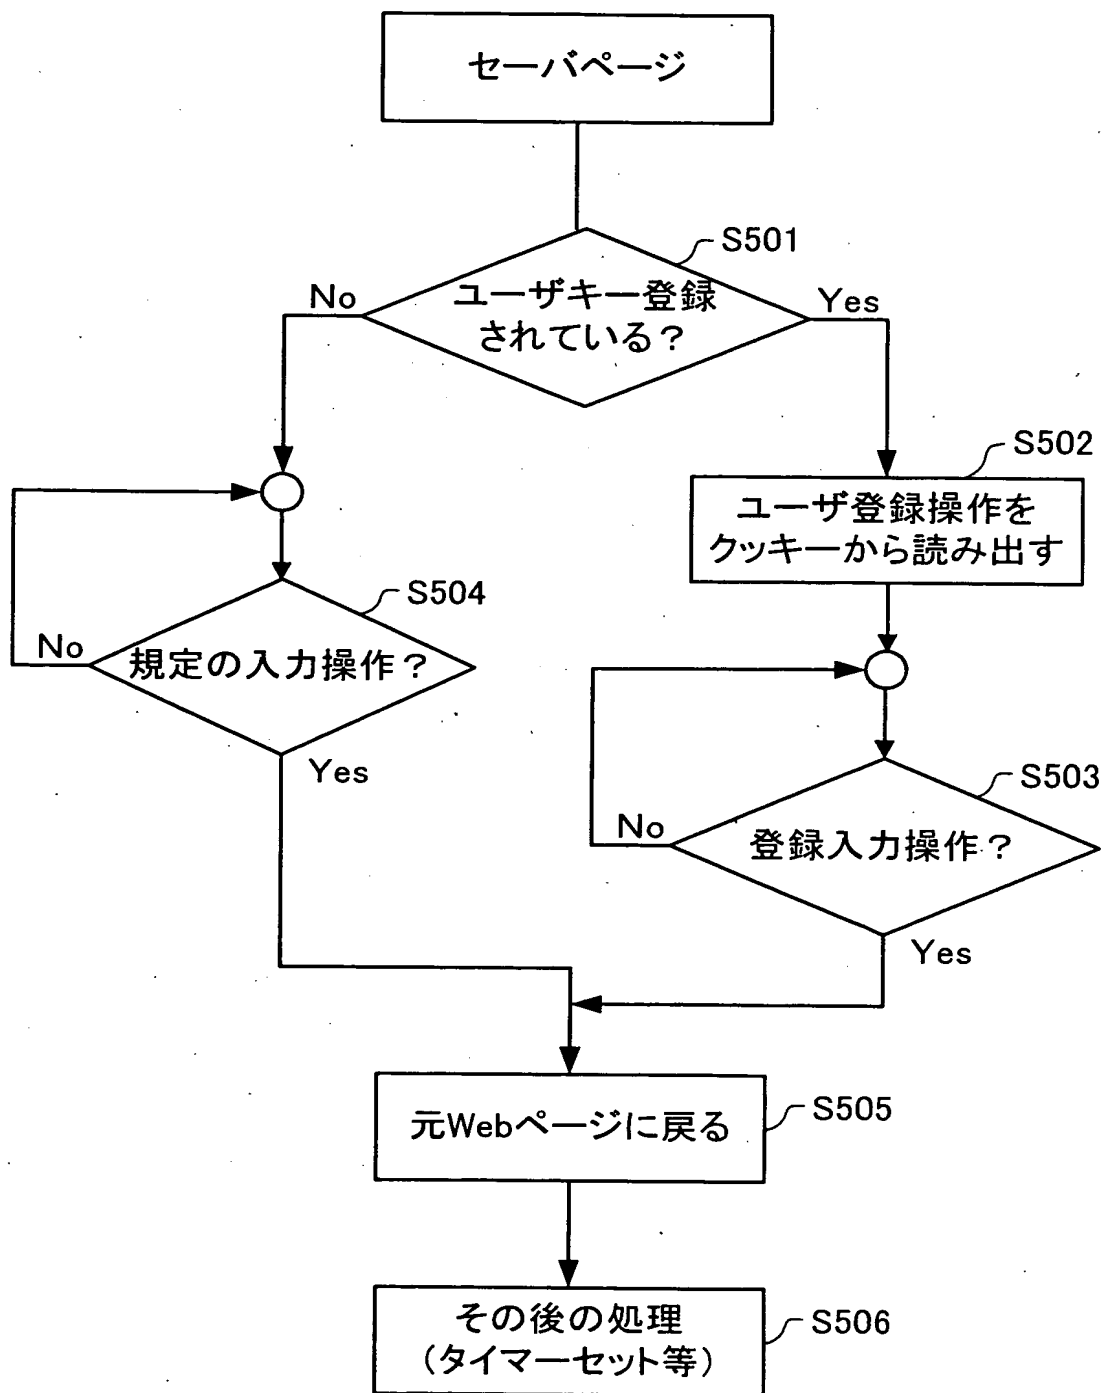 セーバページ
S501
ユーザキー登録
されている?
No
Yes
S502
ユーザ登録操作を
クッキーから読み出す
S504
規定の入力操作?
No
Yes
S503
登録入力操作?
No
Yes
元Webページに戻る
S505
その後の処理
(タイマーセット等)
S506